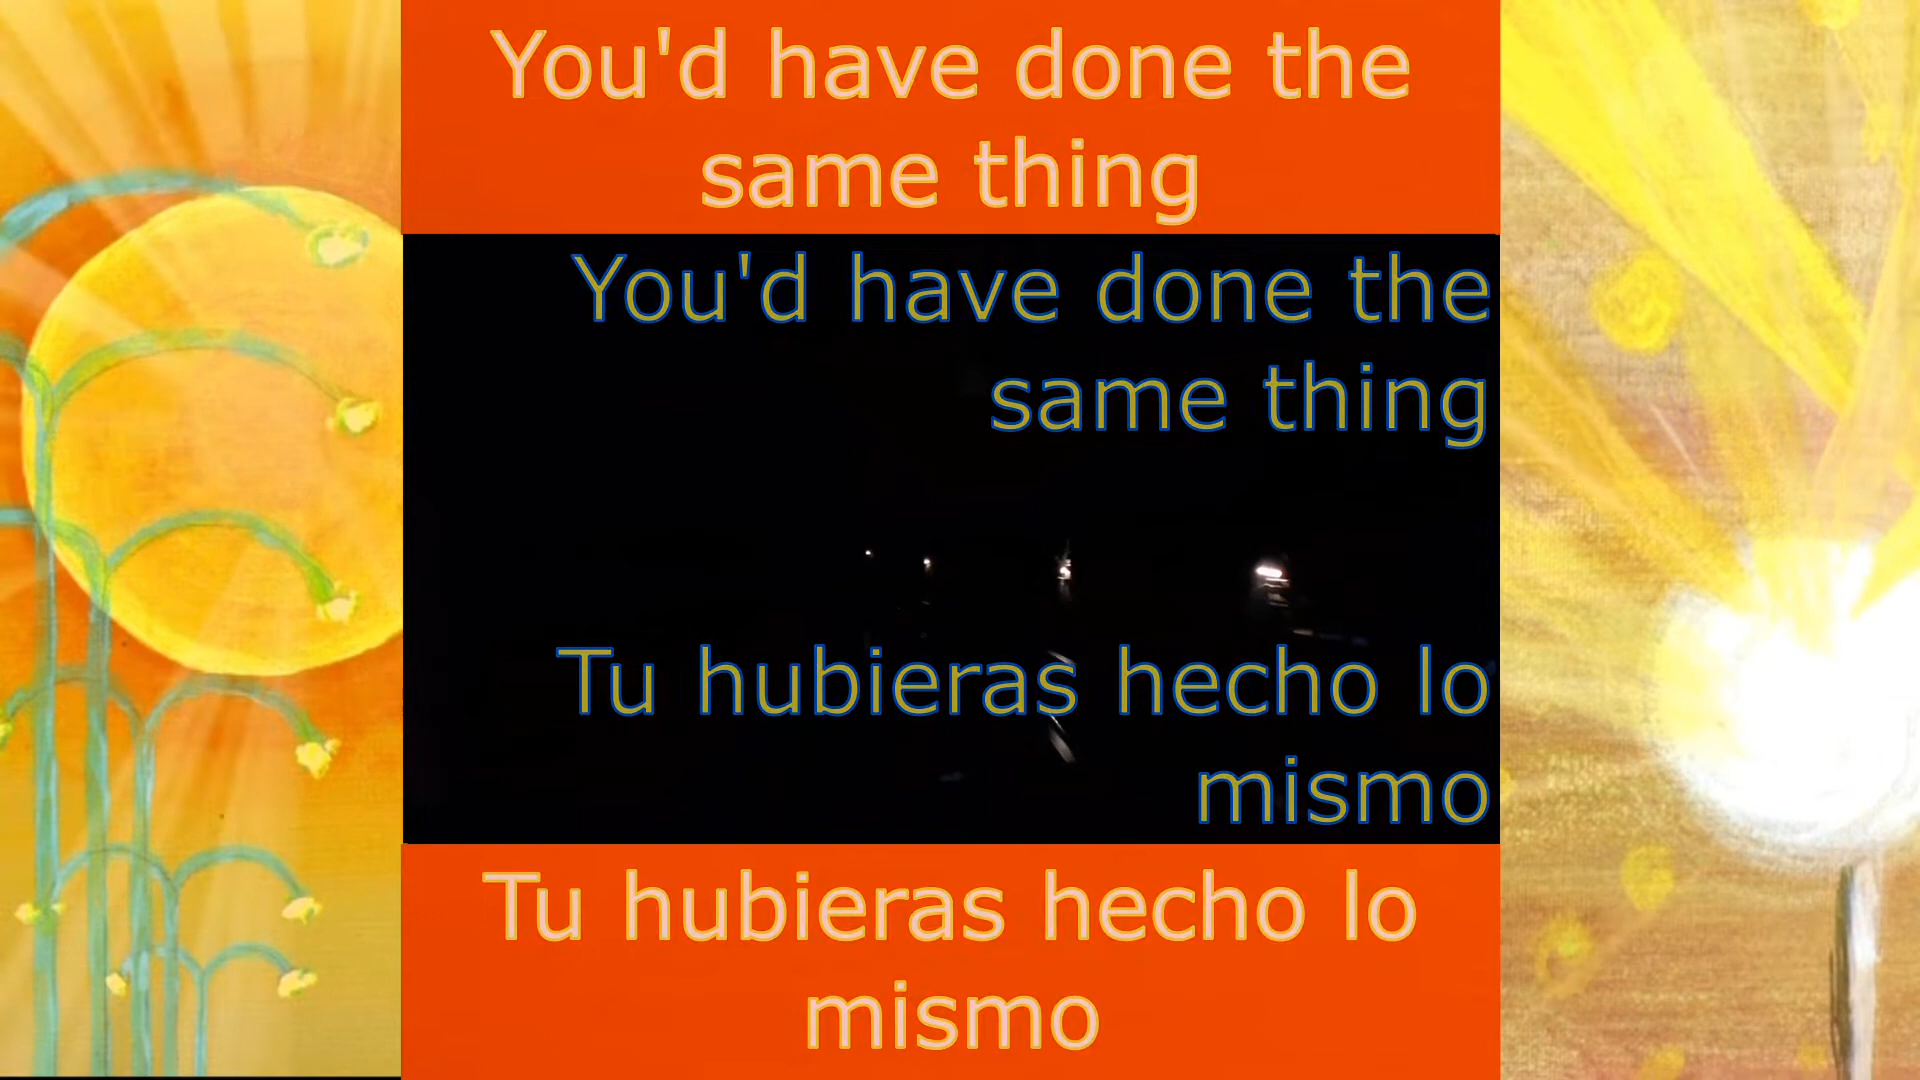 You'd have done the
same thing
You'd have done the
same thing
Tu hubieras hecho lo
mismo
Tu hubieras hecho lo
mismo